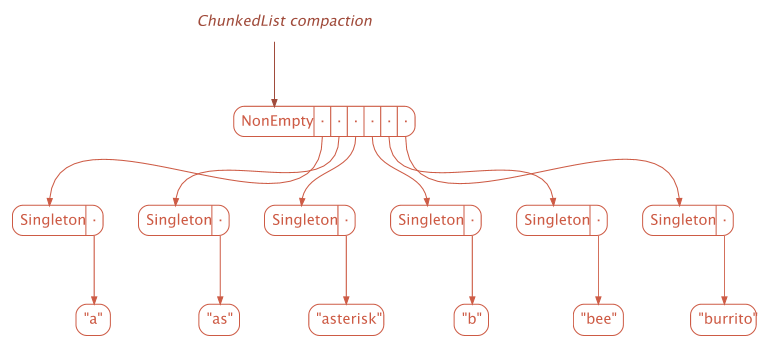 ChunkedList compaction
NonEmpty · · · · · ·
Singleton · Singleton · Singleton · Singleton · Singleton · Singleton ·
"a" "as" "asterisk" "b" "bee" "burrito"